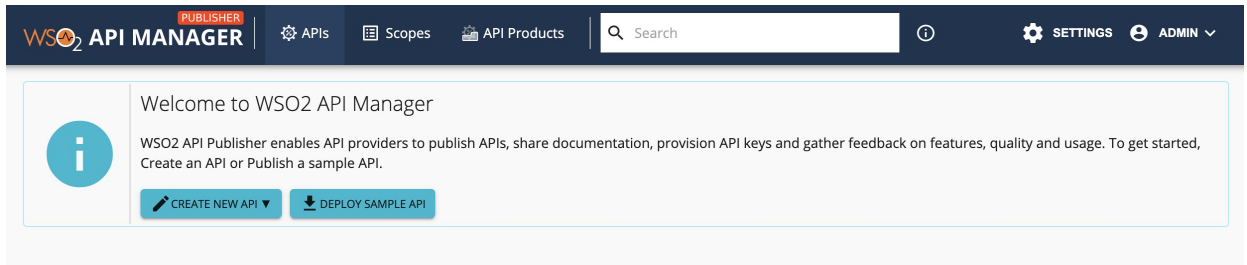 PUBLISHER
WSO2 API MANAGER
APIs
Scopes
API Products
Search
SETTINGS
ADMIN
Welcome to WSO2 API Manager
WSO2 API Publisher enables API providers to publish APIs, share documentation, provision API keys and gather feedback on features, quality and usage. To get started,
Create an API or Publish a sample API.
CREATE NEW API ▼
DEPLOY SAMPLE API